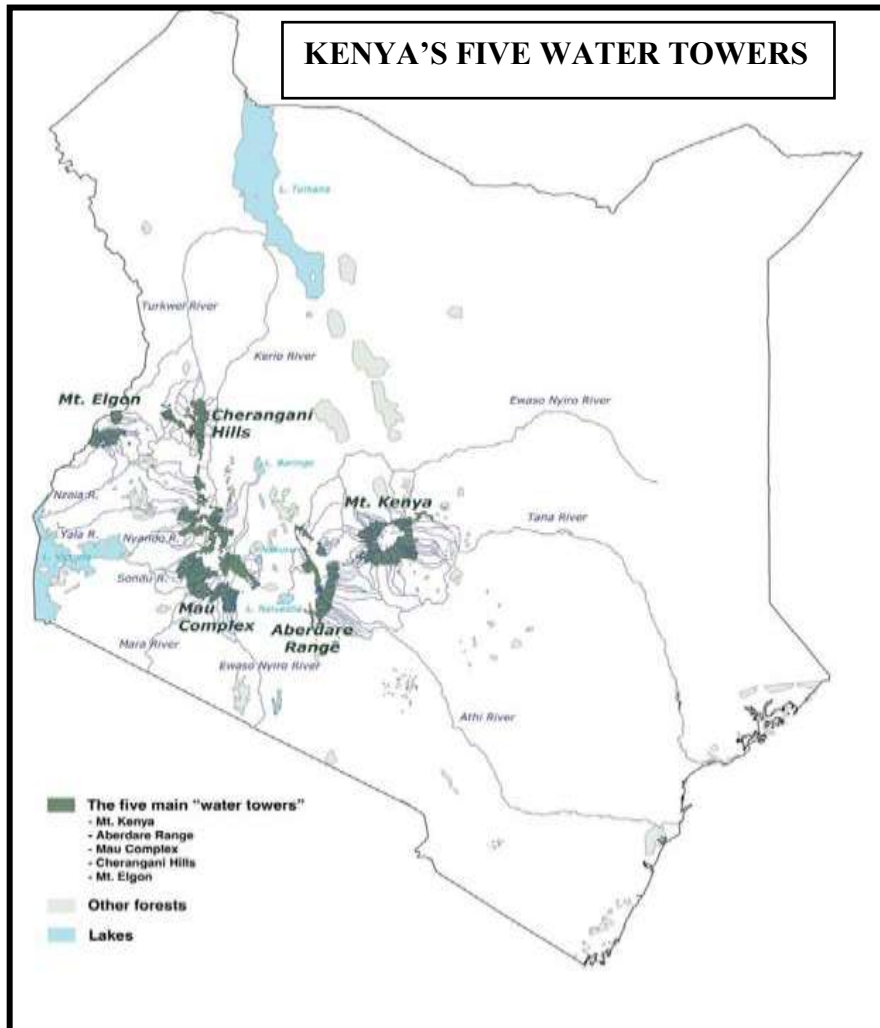 KENYA'S FIVE WATER TOWERS
L. Turkana
Turkwel River
Kerio River
Mt. Elgon
Cherangani
Hills
Ewaso Nyiro River
L. Baringo
Mt. Kenya
Nzoia R.
Tana River
Yala R.
Nyando R.
L. Victoria
Sondu R.
L. Naivasha
Mau
Complex
Aberdare
Range
Mara River
Ewaso Nyiro River
Athi River
The five main "water towers"
- Mt. Kenya
- Aberdare Range
- Mau Complex
- Cherangani Hills
- Mt. Elgon
Other forests
Lakes